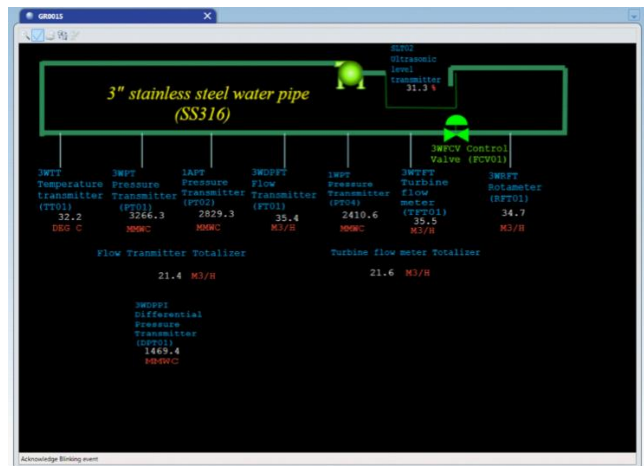 GR0015
SLT02
Ultrasonic
level
transmitter
31.3 %
3" stainless steel water pipe
(SS316)
3WFCV Control
Valve (FCV01)
3WTT
Temperature
transmitter
(TT01)
32.2
DEG C
3WPT
Pressure
Transmitter
(PT01)
3266.3
MMWC
1APT
Pressure
Transmitter
(PT02)
2829.3
MMWC
3WDPFT
Flow
Transmitter
(FT01)
35.4
M3/H
1WPT
Pressure
Transmitter
(PT04)
2410.6
MMWC
3WTFT
Turbine
flow
meter
(TFT01)
35.5
M3/H
3WRFT
Rotameter
(RFT01)
34.7
M3/H
Flow Tranmitter Totalizer
21.4 M3/H
Turbine flow meter Totalizer
21.6 M3/H
3WDPPI
Differential
Pressure
Transmitter
(DPT01)
1469.4
MMWC
Acknowledge Blinking event